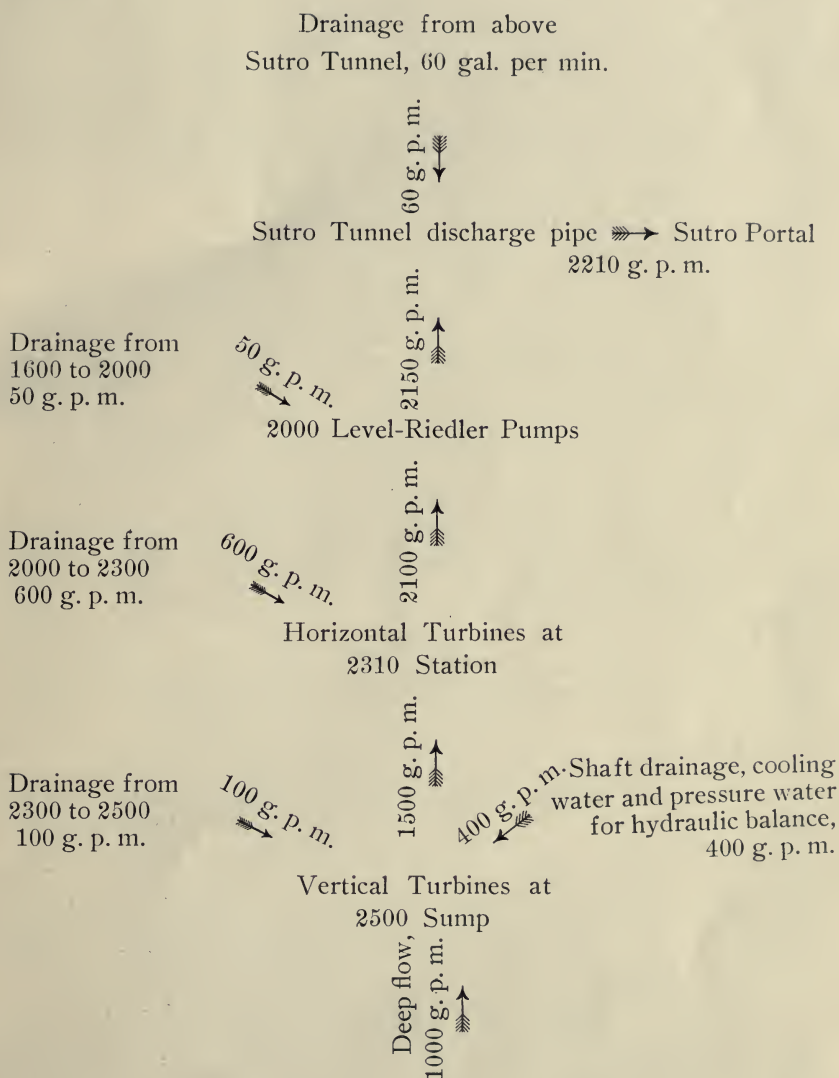 Drainage from above
Sutro Tunnel, 60 gal. per min.
60 g. p. m.
Sutro Tunnel discharge pipe
Sutro Portal
2210 g. p. m.
2150 g. p. m.
Drainage from
1600 to 2000
50 g. p. m.
50 g. p. m.
2000 Level-Riedler Pumps
2100 g. p. m.
Drainage from
2000 to 2300
600 g. p. m.
600 g. p. m.
Horizontal Turbines at
2310 Station
1500 g. p. m.
Drainage from
2300 to 2500
100 g. p. m.
100 g. p. m.
400 g. p. m.
Shaft drainage, cooling
water and pressure water
for hydraulic balance,
400 g. p. m.
Vertical Turbines at
2500 Sump
Deep flow,
1000 g. p. m.